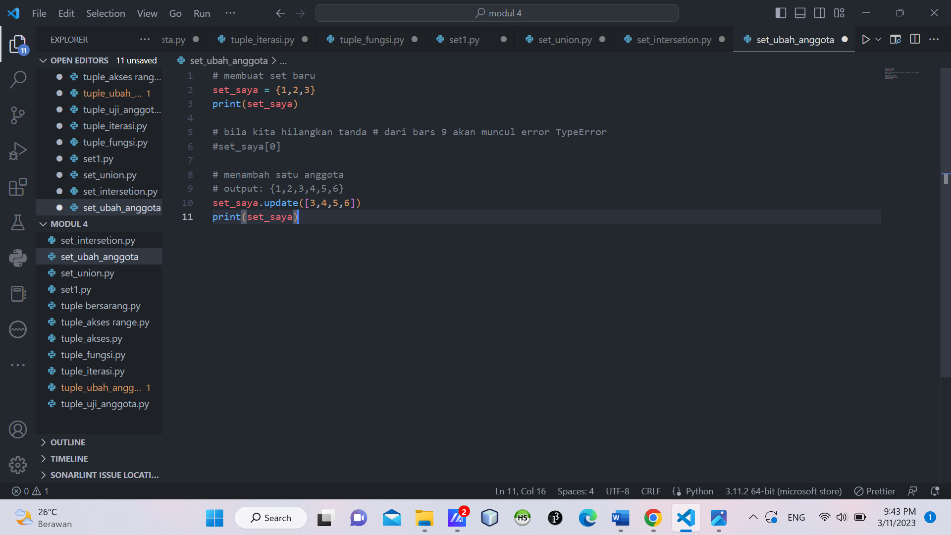 File Edit Selection View Go Run ··· modul 4
EXPLORER ··· ota.py tuple_iterasi.py tuple_fungsi.py set1.py set_union.py set_intersetion.py set_ubah_anggota ···
OPEN EDITORS 11 unsaved
tuple_akses rang...
tuple_ubah_... 1
tuple_uji_anggot...
tuple_iterasi.py
tuple_fungsi.py
set1.py
set_union.py
set_intersetion.py
set_ubah_anggota
MODUL 4
set_intersetion.py
set_ubah_anggota
set_union.py
set1.py
tuple bersarang.py
tuple_akses range.py
tuple_akses.py
tuple_fungsi.py
tuple_iterasi.py
tuple_ubah_angg... 1
tuple_uji_anggota.py
OUTLINE
TIMELINE
SONARLINT ISSUE LOCATI...
11
set_ubah_anggota > ...
1 # membuat set baru
2 set_saya = {1,2,3}
3 print(set_saya)
4
5 # bila kita hilangkan tanda # dari bars 9 akan muncul error TypeError
6 #set_saya[0]
7
8 # menambah satu anggota
9 # output: {1,2,3,4,5,6}
10 set_saya.update([3,4,5,6])
11 print(set_saya)
0 1 Ln 11, Col 16 Spaces: 4 UTF-8 CRLF Python 3.11.2 64-bit (microsoft store) Prettier
26°C
Berawan
Search
2
HS
ENG
9:43 PM
3/11/2023
1